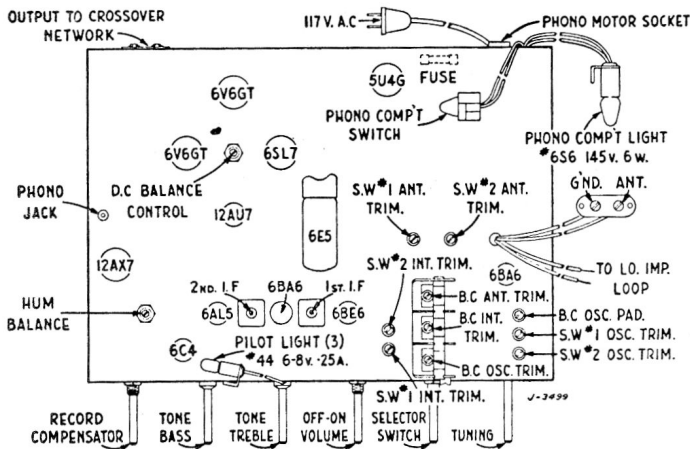 OUTPUT TO CROSSOVER
NETWORK
117 V. A.C
PHONO MOTOR SOCKET
FUSE
5U4G
6V6GT
PHONO COMP'T
SWITCH
PHONO COMP'T LIGHT
#6S6 145 v. 6 w.
6V6GT
6SL7
G'ND. ANT.
D.C BALANCE
CONTROL
PHONO
JACK
S.W #1 ANT.
TRIM.
S.W #2 ANT.
TRIM.
12AU7
6E5
12AX7
S.W #2 INT. TRIM.
6BA6
TO LO. IMP.
LOOP
HUM
BALANCE
2ND. I.F
6BA6
1ST. I.F
6AL5
6BE6
B.C ANT. TRIM.
B.C INT.
TRIM.
B.C OSC. TRIM.
B.C OSC. PAD.
S.W #1 OSC. TRIM.
S.W #2 OSC. TRIM.
6C4
PILOT LIGHT (3)
#44 6-8v.-25A.
S.W #1 INT. TRIM.
J-3499
RECORD
COMPENSATOR
TONE
BASS
TONE
TREBLE
OFF-ON
VOLUME
SELECTOR
SWITCH
TUNING